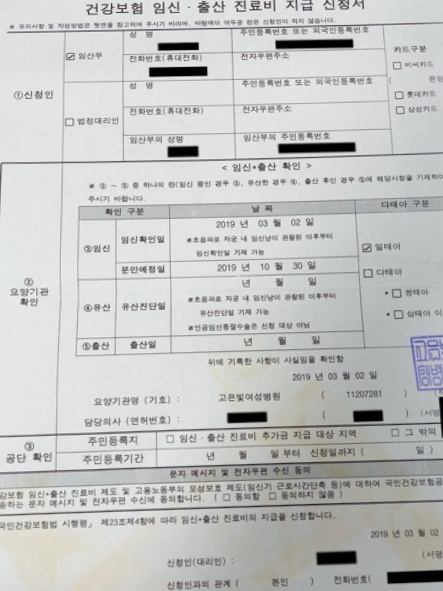 건강보험 임신·출산 진료비 지급 신청서
※ 유의사항 및 작성방법은 뒷면을 참고하여 주시기 바라며, 바탕색이 어두운 란은 신청인이 적지 않습니다.
①신청인
☑ 임산부
성 명
주민등록번호 또는 외국인등록번호
카드구분
전화번호(휴대전화)
전자우편주소
☐ 비씨카드
☐ 법정대리인
성 명
주민등록번호 또는 외국인등록번호
☐ 롯데카드
전화번호(휴대전화)
전자우편주소
☐ 삼성카드
임산부의 성명
임산부의 주민등록번호
②
요양기관
확인
< 임신·출산 확인 >
※ ③ ~ ⑤ 중 하나의 란(임신 중인 경우 ③, 유산한 경우 ④, 출산 후인 경우 ⑤에 해당사항을 기재하여
주시기 바랍니다.
확인 구분
날 짜
다태아 구분
③임신
임신확인일
2019 년 03 월 02 일
※초음파로 자궁 내 임신낭이 관찰된 이후부터
임신확인일 기재 가능
☑ 일태아
분만예정일
2019 년 10 월 30 일
☐ 다태아
④유산
유산진단일
년 월 일
※초음파로 자궁 내 임신낭이 관찰된 이후부터
유산진단일 기재 가능
※인공임신중절수술은 신청 대상 아님
• ☐ 쌍태아
• ☐ 삼태아 이
⑤출산
출산일
년 월 일
위에 기록한 사항이 사실임을 확인함
2019 년 03 월 02 일
요양기관명 (기호) : 고은빛여성병원 ( 11207281 )
담당의사 (면허번호) : ( ) (서명
③
공단 확인
주민등록지
☐ 임신·출산 진료비 추가금 지급 대상 지역 ☐ 그 밖의
주민등록기간
년 월 일 부터 신청일까지 ( 일 )
문자 메시지 및 전자우편 수신 동의
강보험 임신·출산 진료비 제도 및 고용노동부의 모성보호 제도(임신기 근로시간단축 등)에 대하여 국민건강보험공
송하는 문자 메시지 및 전자우편 수신에 동의합니다. ( ☐ 동의함 ☐ 동의하지 않음 )
국민건강보험법 시행령」 제23조제4항에 따라 임신·출산 진료비의 지급을 신청합니다.
2019 년 03 월 02
신청인(대리인) : (서명
신청인과의 관계 ( 본인 ) 전화번호(